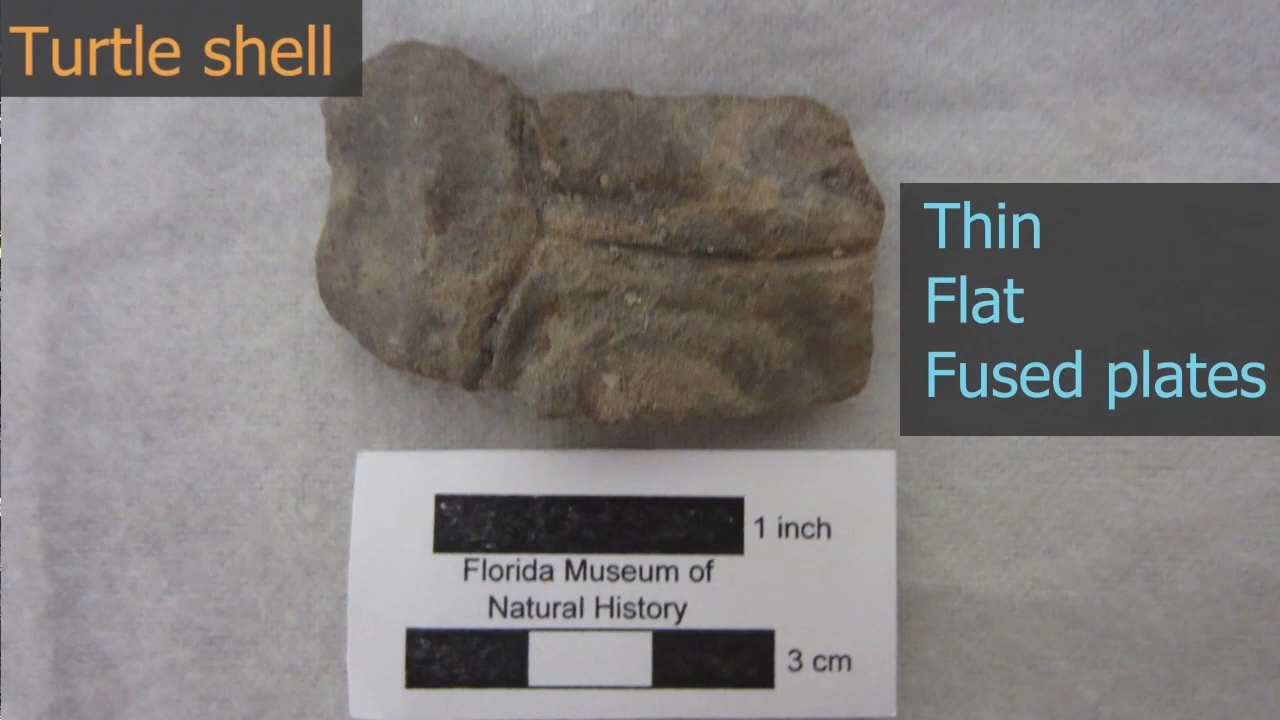 Turtle shell
Thin
Flat
Fused plates
1 inch
Florida Museum of
Natural History
3 cm